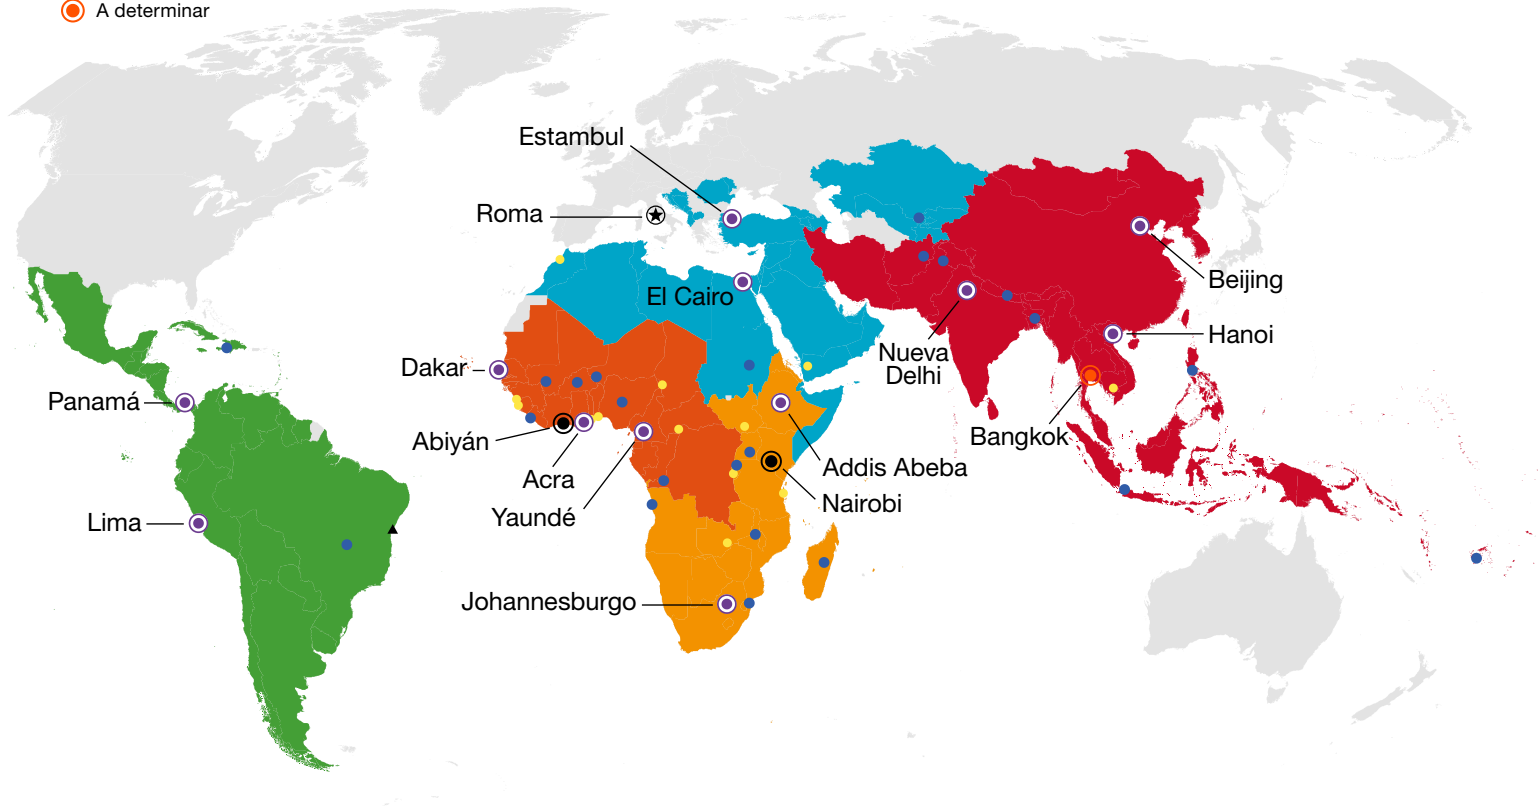 A determinar
Estambul
Roma
Beijing
El Cairo
Hanoi
Nueva
Delhi
Dakar
Panamá
Abiyán
Bangkok
Acra
Addis Abeba
Nairobi
Yaundé
Lima
Johannesburgo